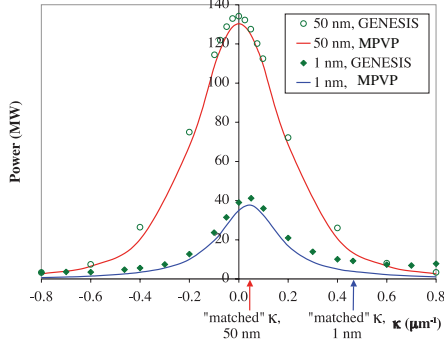 140
120
100
80
60
40
20
0
Power (MW)
50 nm, GENESIS
50 nm, MPVP
1 nm, GENESIS
1 nm, MPVP
-0.8 -0.6 -0.4 -0.2 0.0 0.2 0.4 0.6 0.8
"matched" κ, "matched" κ, κ (μm⁻¹)
50 nm 1 nm